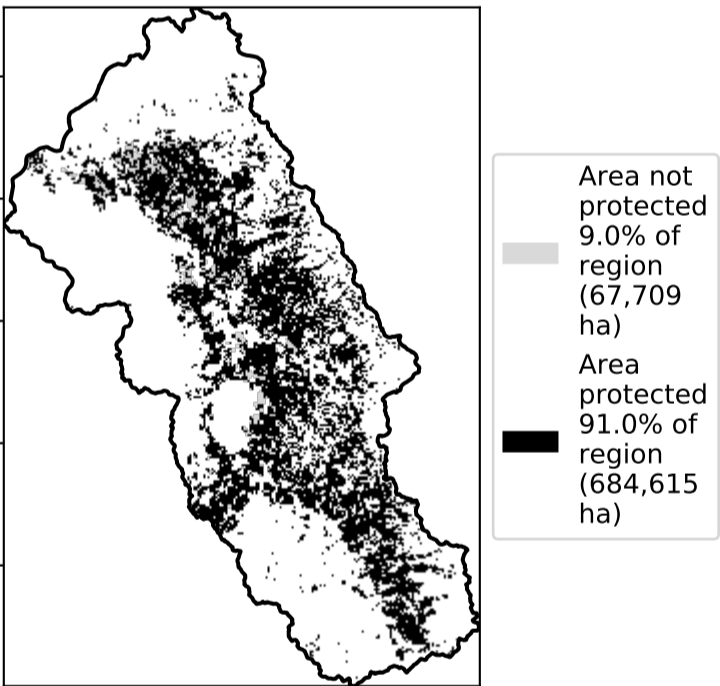 Area not
protected
9.0% of
region
(67,709
ha)
Area
protected
91.0% of
region
(684,615
ha)